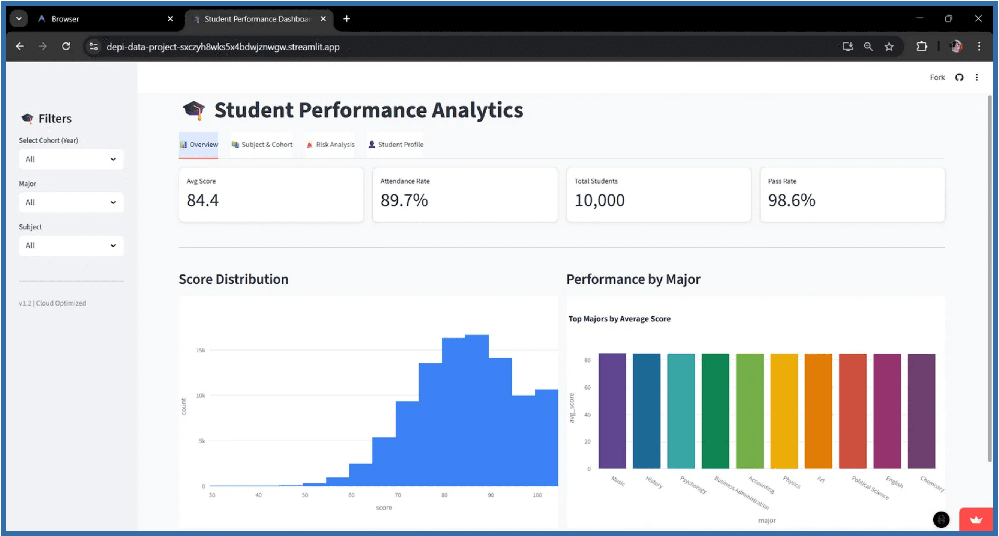 Browser
Student Performance Dashboar
depi-data-project-sxczyh8wks5x4bdwjznwgw.streamlit.app
Fork
Filters
Select Cohort (Year)
All
Major
All
Subject
All
v1.2 | Cloud Optimized
Student Performance Analytics
Overview
Subject & Cohort
Risk Analysis
Student Profile
Avg Score
84.4
Attendance Rate
89.7%
Total Students
10,000
Pass Rate
98.6%
Score Distribution
15k
10k
5k
0
count
30 40 50 60 70 80 90 100
score
Performance by Major
Top Majors by Average Score
80
60
40
20
0
avg_score
Music
History
Psychology
Business Administration
Accounting
Physics
Art
Political Science
English
Chemistry
major